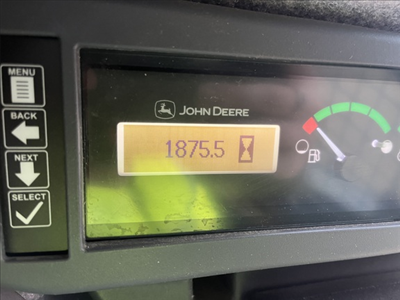 MENU
BACK
NEXT
SELECT
JOHN DEERE
1875.5